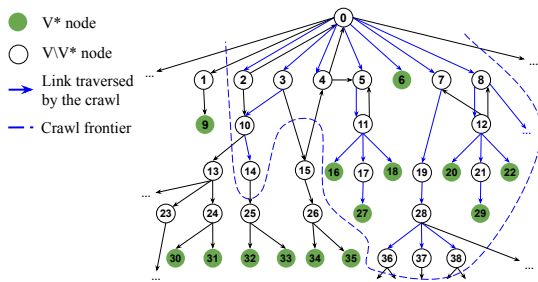 V* node
V\V* node
Link traversed
by the crawl
Crawl frontier
0
... ...
1 2 3 4 5 6 7 8
9 10 11 12 ...
13 14 15 16 17 18 19 20 21 22
...
23 24 25 26 27 28 29
30 31 32 33 34 35 36 37 38 ...
...